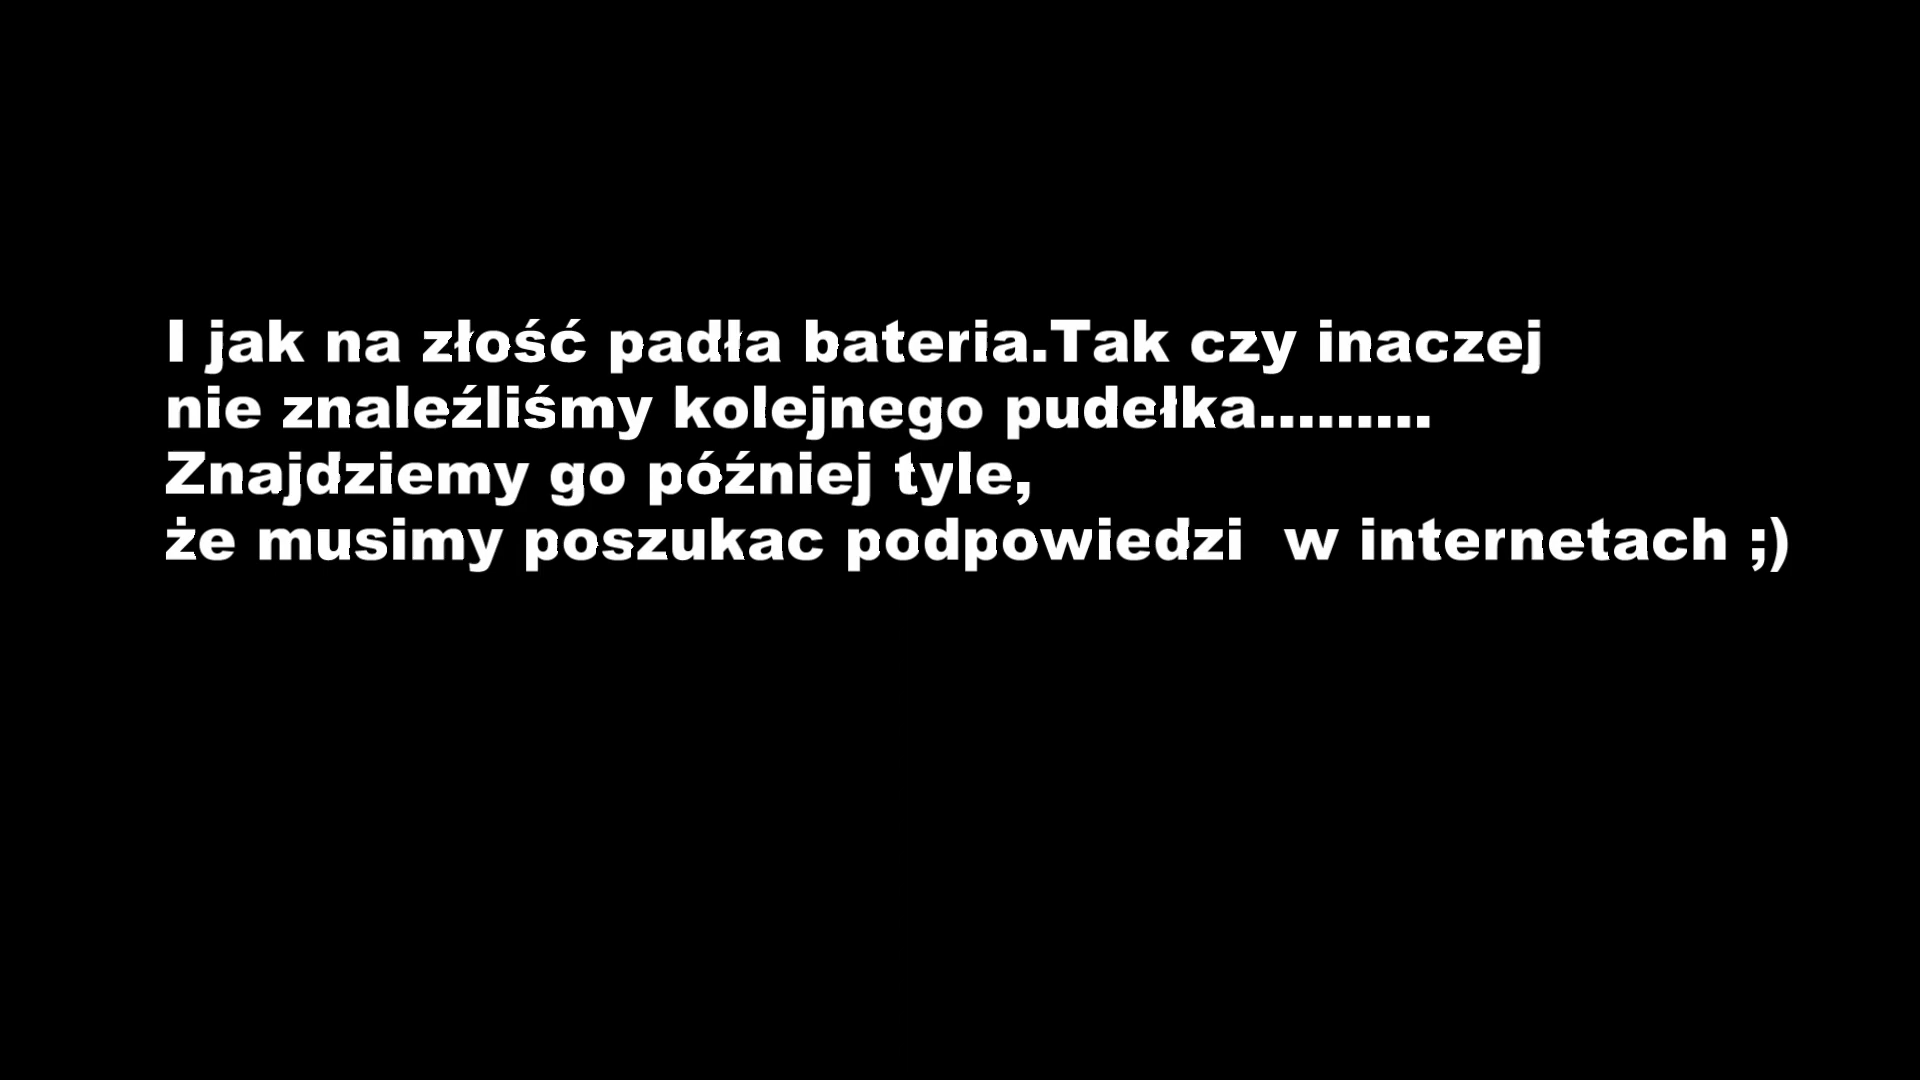 I jak na złość padła bateria.Tak czy inaczej
nie znaleźliśmy kolejnego pudełka.........
Znajdziemy go później tyle,
że musimy poszukac podpowiedzi  w internetach ;)